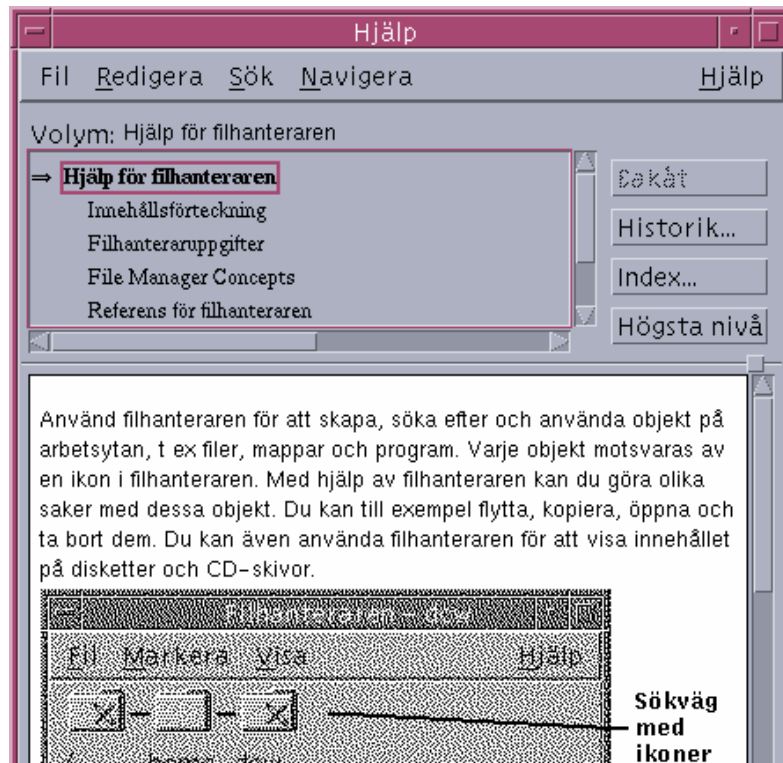 Hjälp
Fil Redigera Sök Navigera Hjälp
Volym: Hjälp för filhanteraren
⇒ Hjälp för filhanteraren
Innehållsförteckning
Filhanteraruppgifter
File Manager Concepts
Referens för filhanteraren
Bakåt
Historik...
Index...
Högsta nivå
Använd filhanteraren för att skapa, söka efter och använda objekt på
arbetsytan, t ex filer, mappar och program. Varje objekt motsvaras av
en ikon i filhanteraren. Med hjälp av filhanteraren kan du göra olika
saker med dessa objekt. Du kan till exempel flytta, kopiera, öppna och
ta bort dem. Du kan även använda filhanteraren för att visa innehållet
på disketter och CD-skivor.
Filhanteraren - dow
Fil Markera Visa Hjälp
Sökväg
med
ikoner
/ home dow